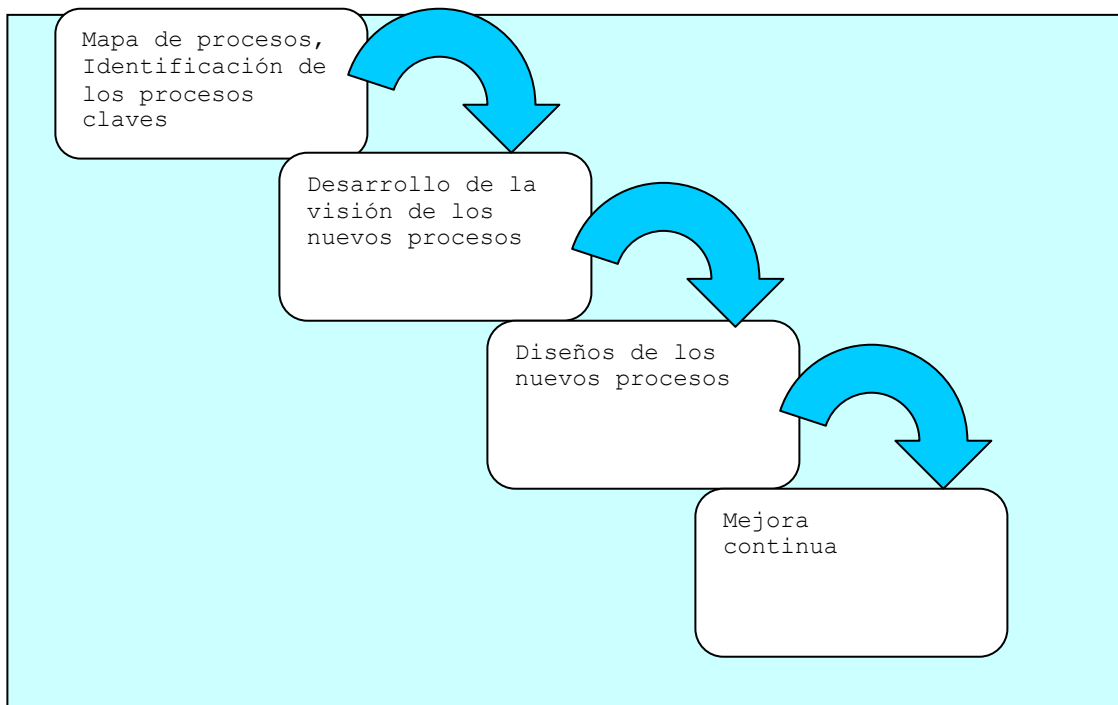 Mapa de procesos,
Identificación de
los procesos
claves
Desarrollo de la
visión de los
nuevos procesos
Diseños de los
nuevos procesos
Mejora
continua